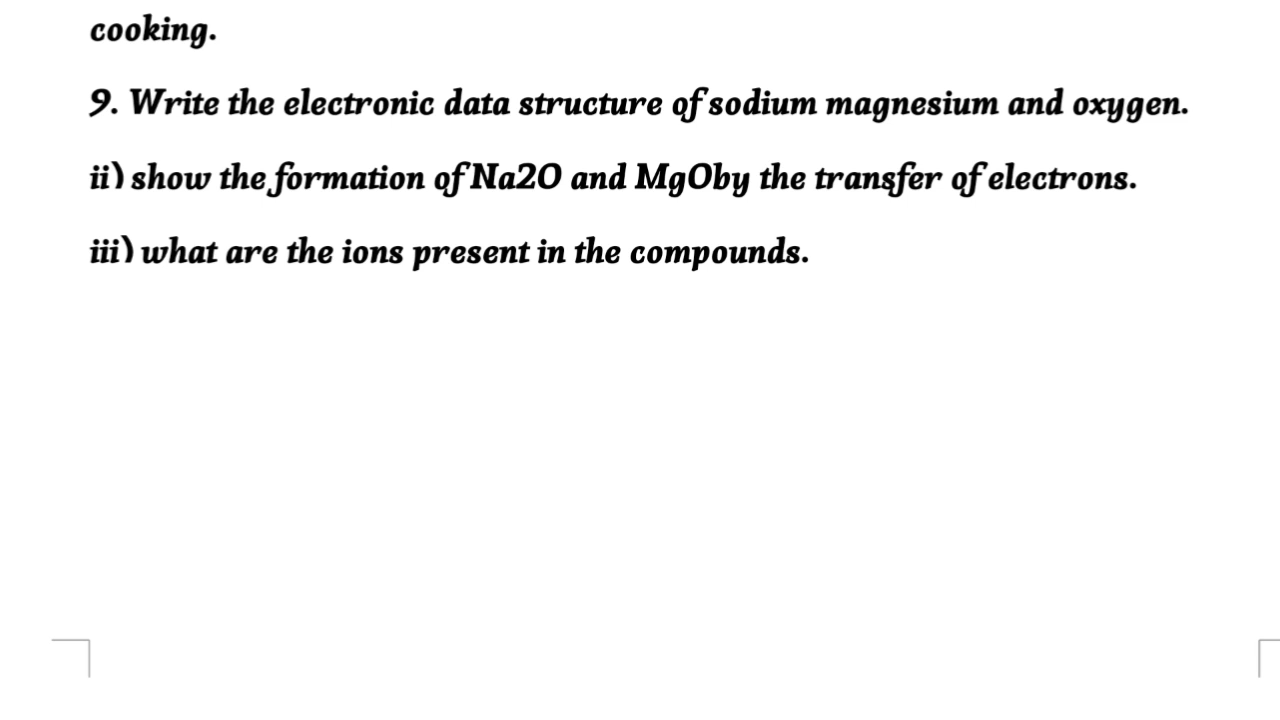 cooking.
9. Write the electronic data structure of sodium magnesium and oxygen.
ii) show the formation of Na2O and MgOby the transfer of electrons.
iii) what are the ions present in the compounds.